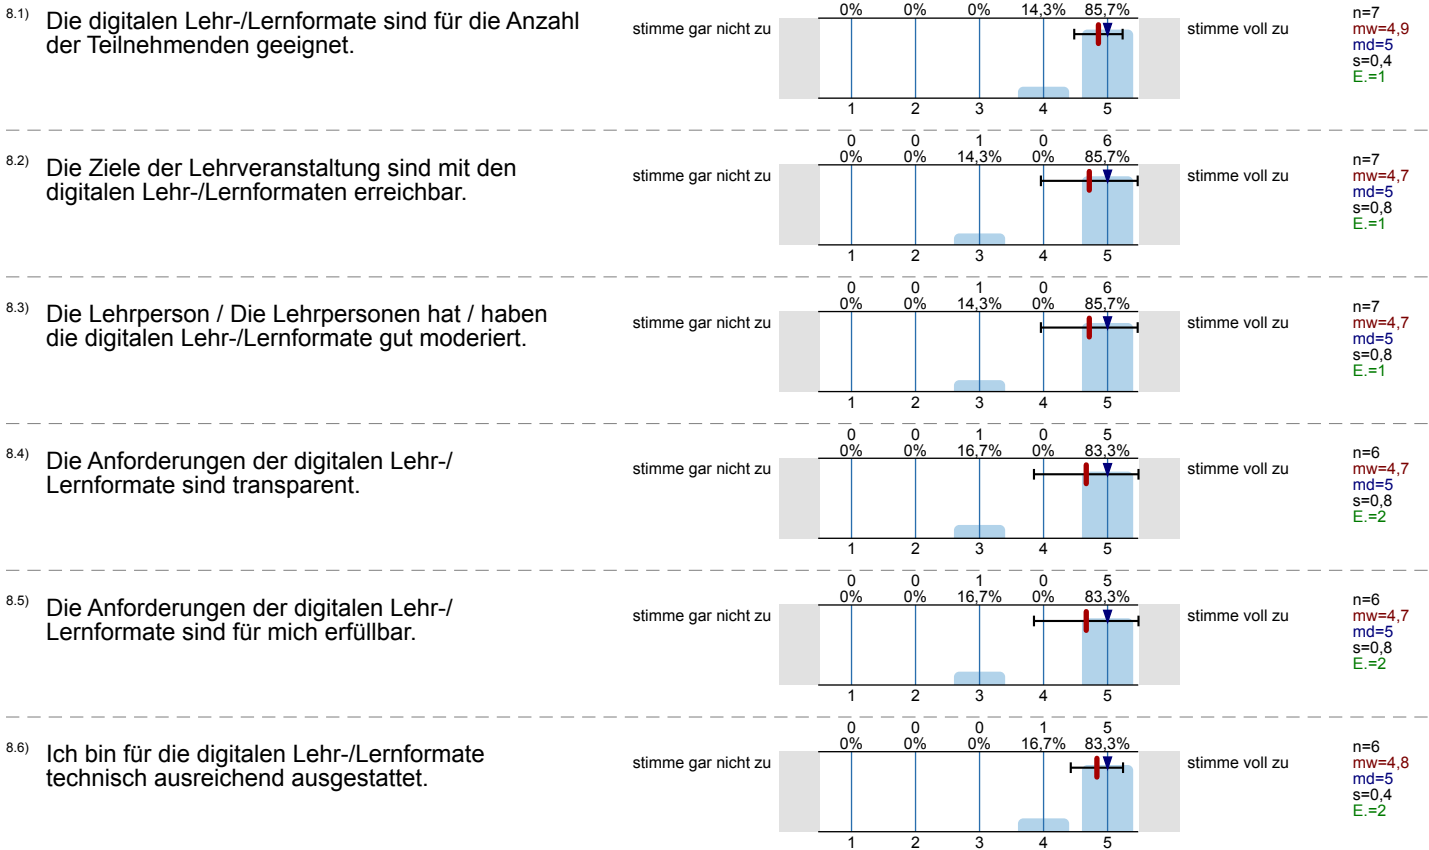 0% 0% 0% 14,3% 85,7%
8.1) Die digitalen Lehr-/Lernformate sind für die Anzahl
der Teilnehmenden geeignet.
stimme gar nicht zu stimme voll zu
n=7
mw=4,9
md=5
s=0,4
E.=1
1 2 3 4 5
0 0 1 0 6
0% 0% 14,3% 0% 85,7%
8.2) Die Ziele der Lehrveranstaltung sind mit den
digitalen Lehr-/Lernformaten erreichbar.
stimme gar nicht zu stimme voll zu
n=7
mw=4,7
md=5
s=0,8
E.=1
1 2 3 4 5
0 0 1 0 6
0% 0% 14,3% 0% 85,7%
8.3) Die Lehrperson / Die Lehrpersonen hat / haben
die digitalen Lehr-/Lernformate gut moderiert.
stimme gar nicht zu stimme voll zu
n=7
mw=4,7
md=5
s=0,8
E.=1
1 2 3 4 5
0 0 1 0 5
0% 0% 16,7% 0% 83,3%
8.4) Die Anforderungen der digitalen Lehr-/
Lernformate sind transparent.
stimme gar nicht zu stimme voll zu
n=6
mw=4,7
md=5
s=0,8
E.=2
1 2 3 4 5
0 0 1 0 5
0% 0% 16,7% 0% 83,3%
8.5) Die Anforderungen der digitalen Lehr-/
Lernformate sind für mich erfüllbar.
stimme gar nicht zu stimme voll zu
n=6
mw=4,7
md=5
s=0,8
E.=2
1 2 3 4 5
0 0 0 1 5
0% 0% 0% 16,7% 83,3%
8.6) Ich bin für die digitalen Lehr-/Lernformate
technisch ausreichend ausgestattet.
stimme gar nicht zu stimme voll zu
n=6
mw=4,8
md=5
s=0,4
E.=2
1 2 3 4 5